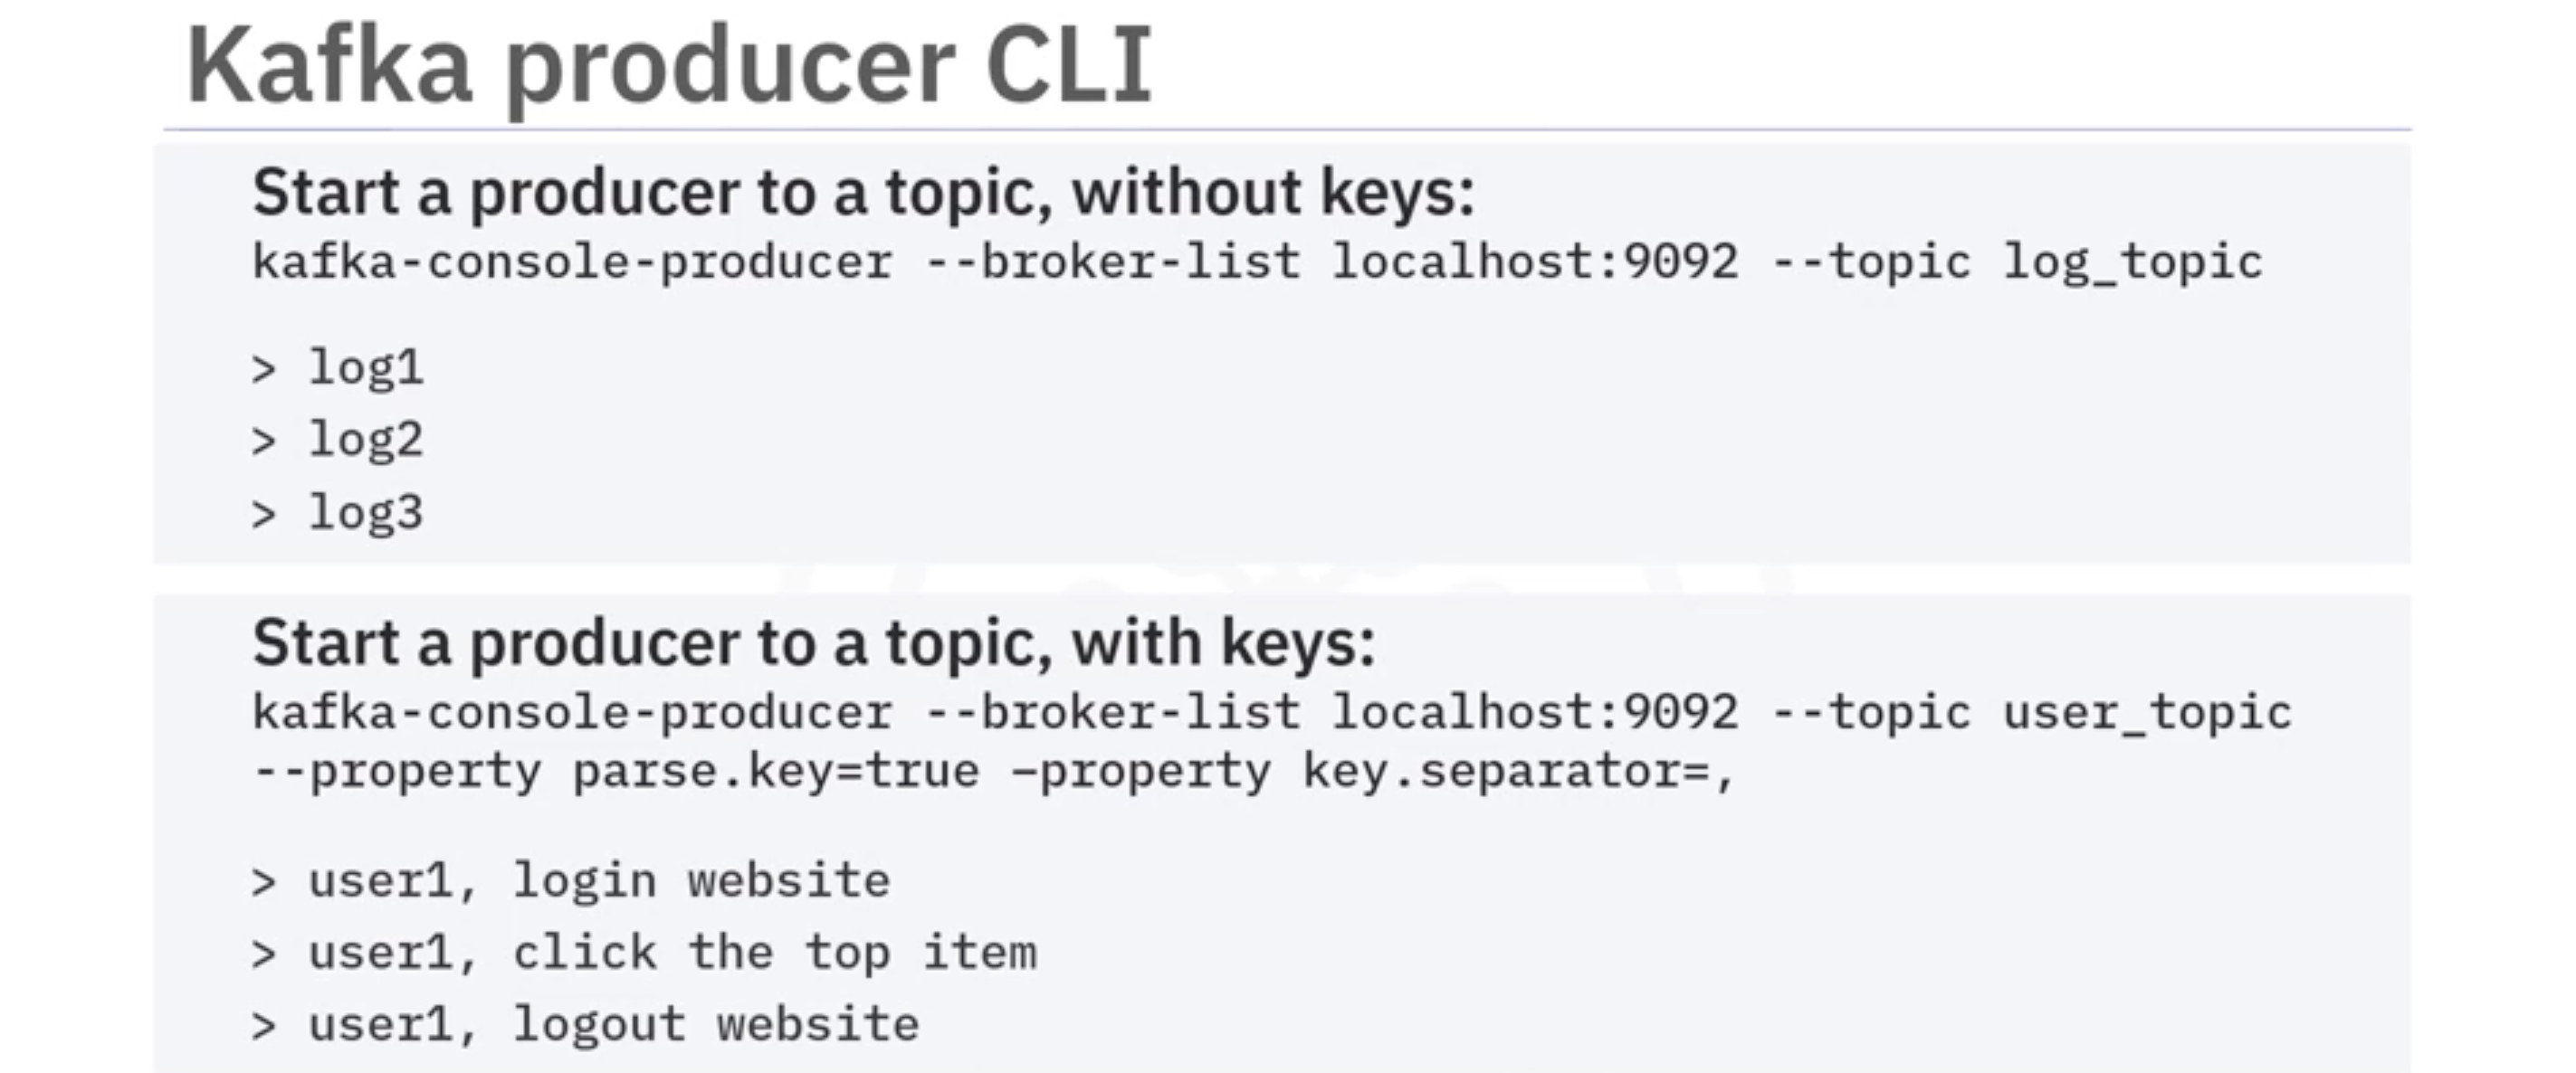 Kafka producer CLI
Start a producer to a topic, without keys:
kafka-console-producer --broker-list localhost:9092 --topic log_topic
> log1
> log2
> log3
Start a producer to a topic, with keys:
kafka-console-producer --broker-list localhost:9092 --topic user_topic
--property parse.key=true –property key.separator=,
> user1, login website
> user1, click the top item
> user1, logout website